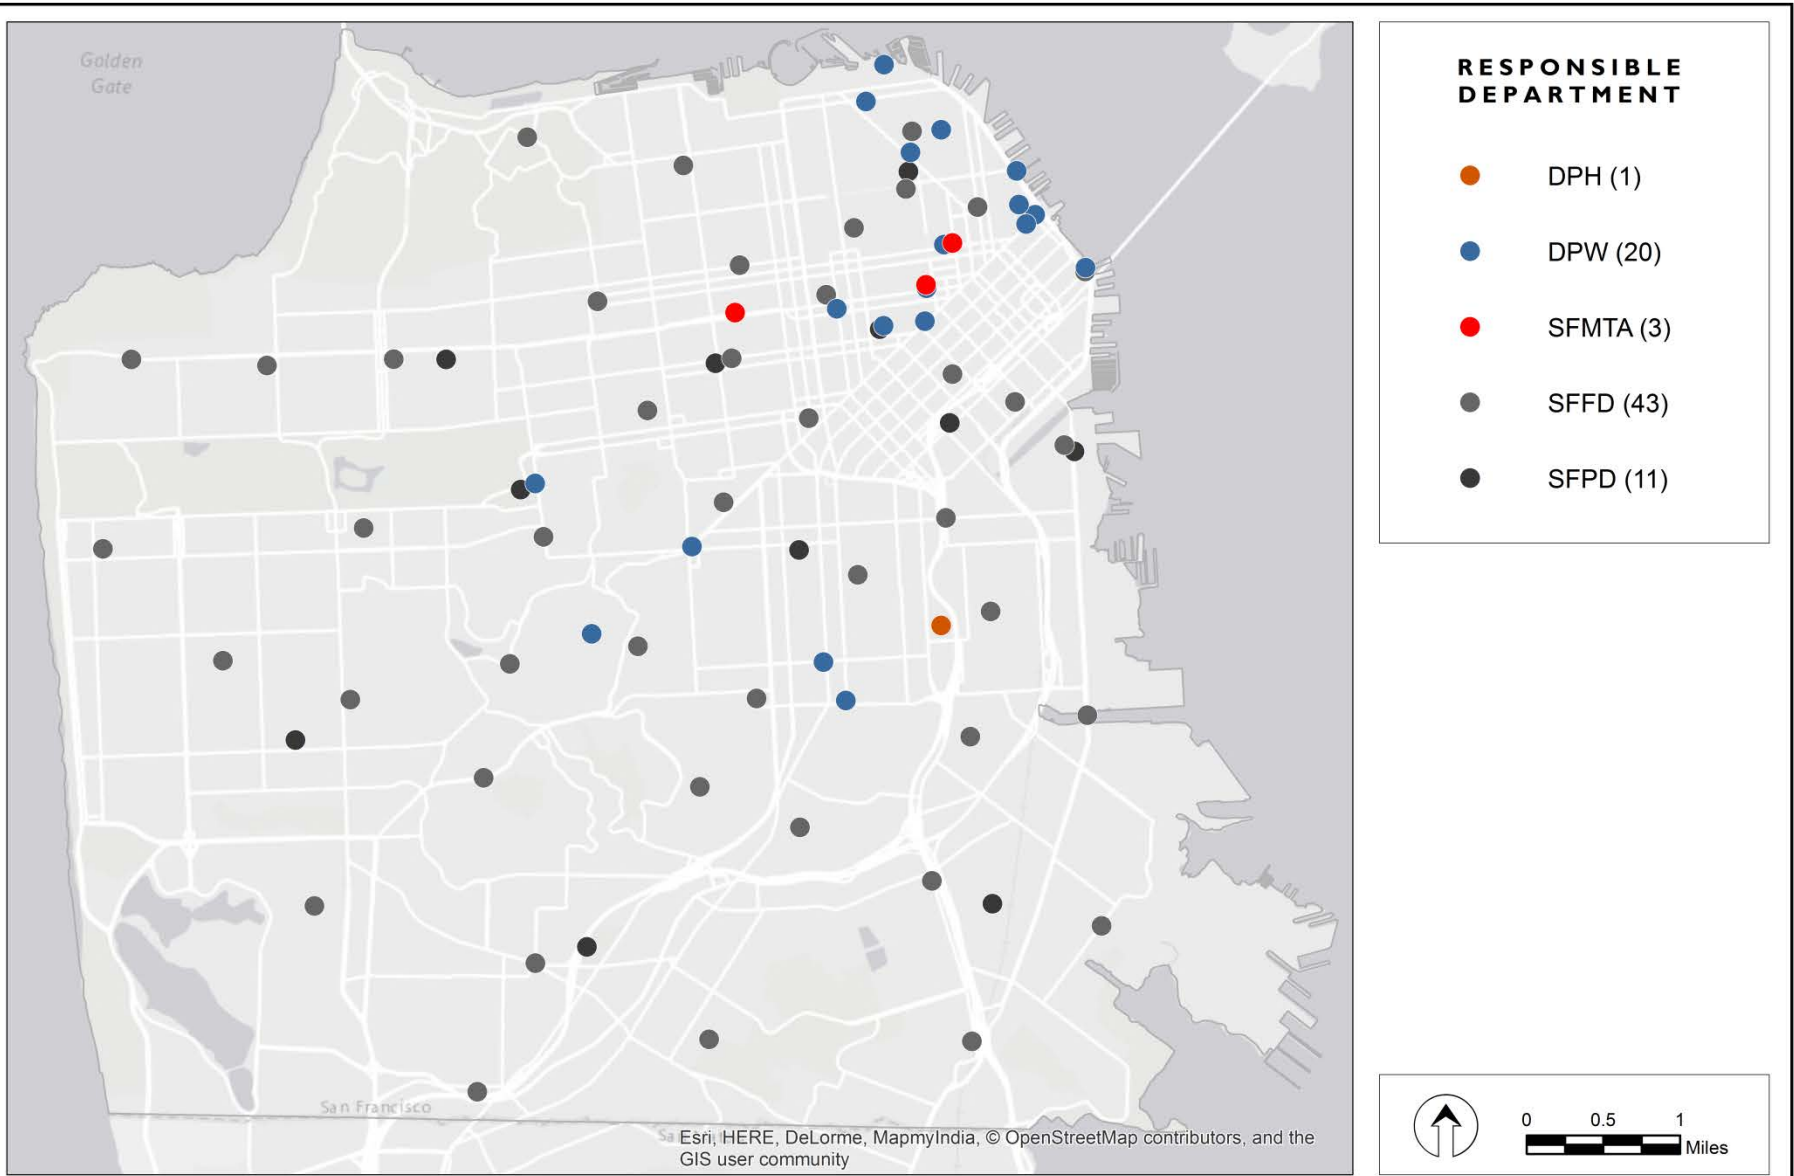 Golden
Gate
RESPONSIBLE
DEPARTMENT
DPH (1)
DPW (20)
SFMTA (3)
SFFD (43)
SFPD (11)
San Francisco
Esri, HERE, DeLorme, MapmyIndia, © OpenStreetMap contributors, and the
GIS user community
0 0.5 1
Miles